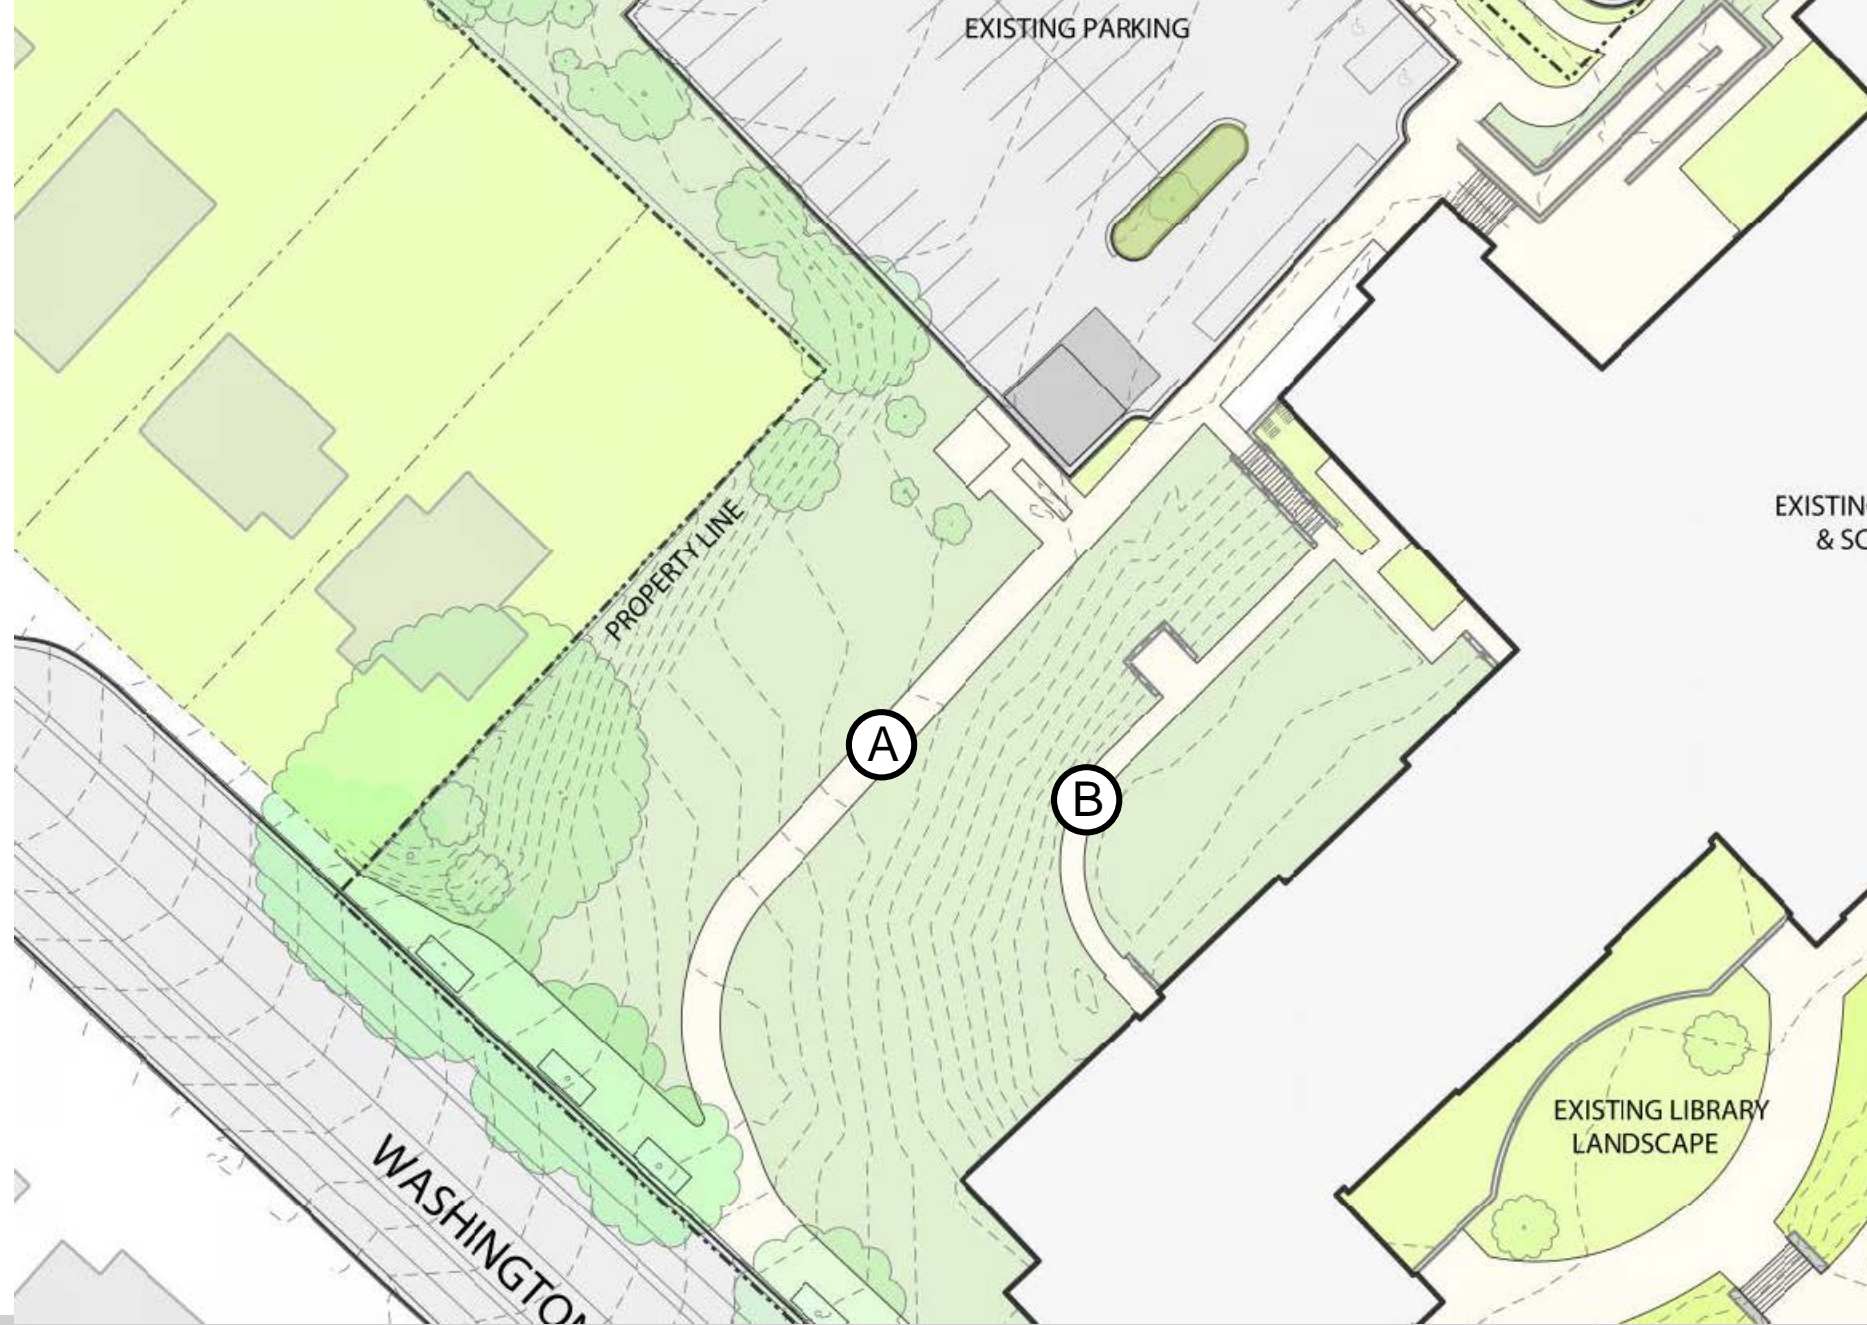 EXISTING PARKING
EXISTIN
& SC
PROPERTY LINE
A
B
EXISTING LIBRARY
LANDSCAPE
WASHINGTON